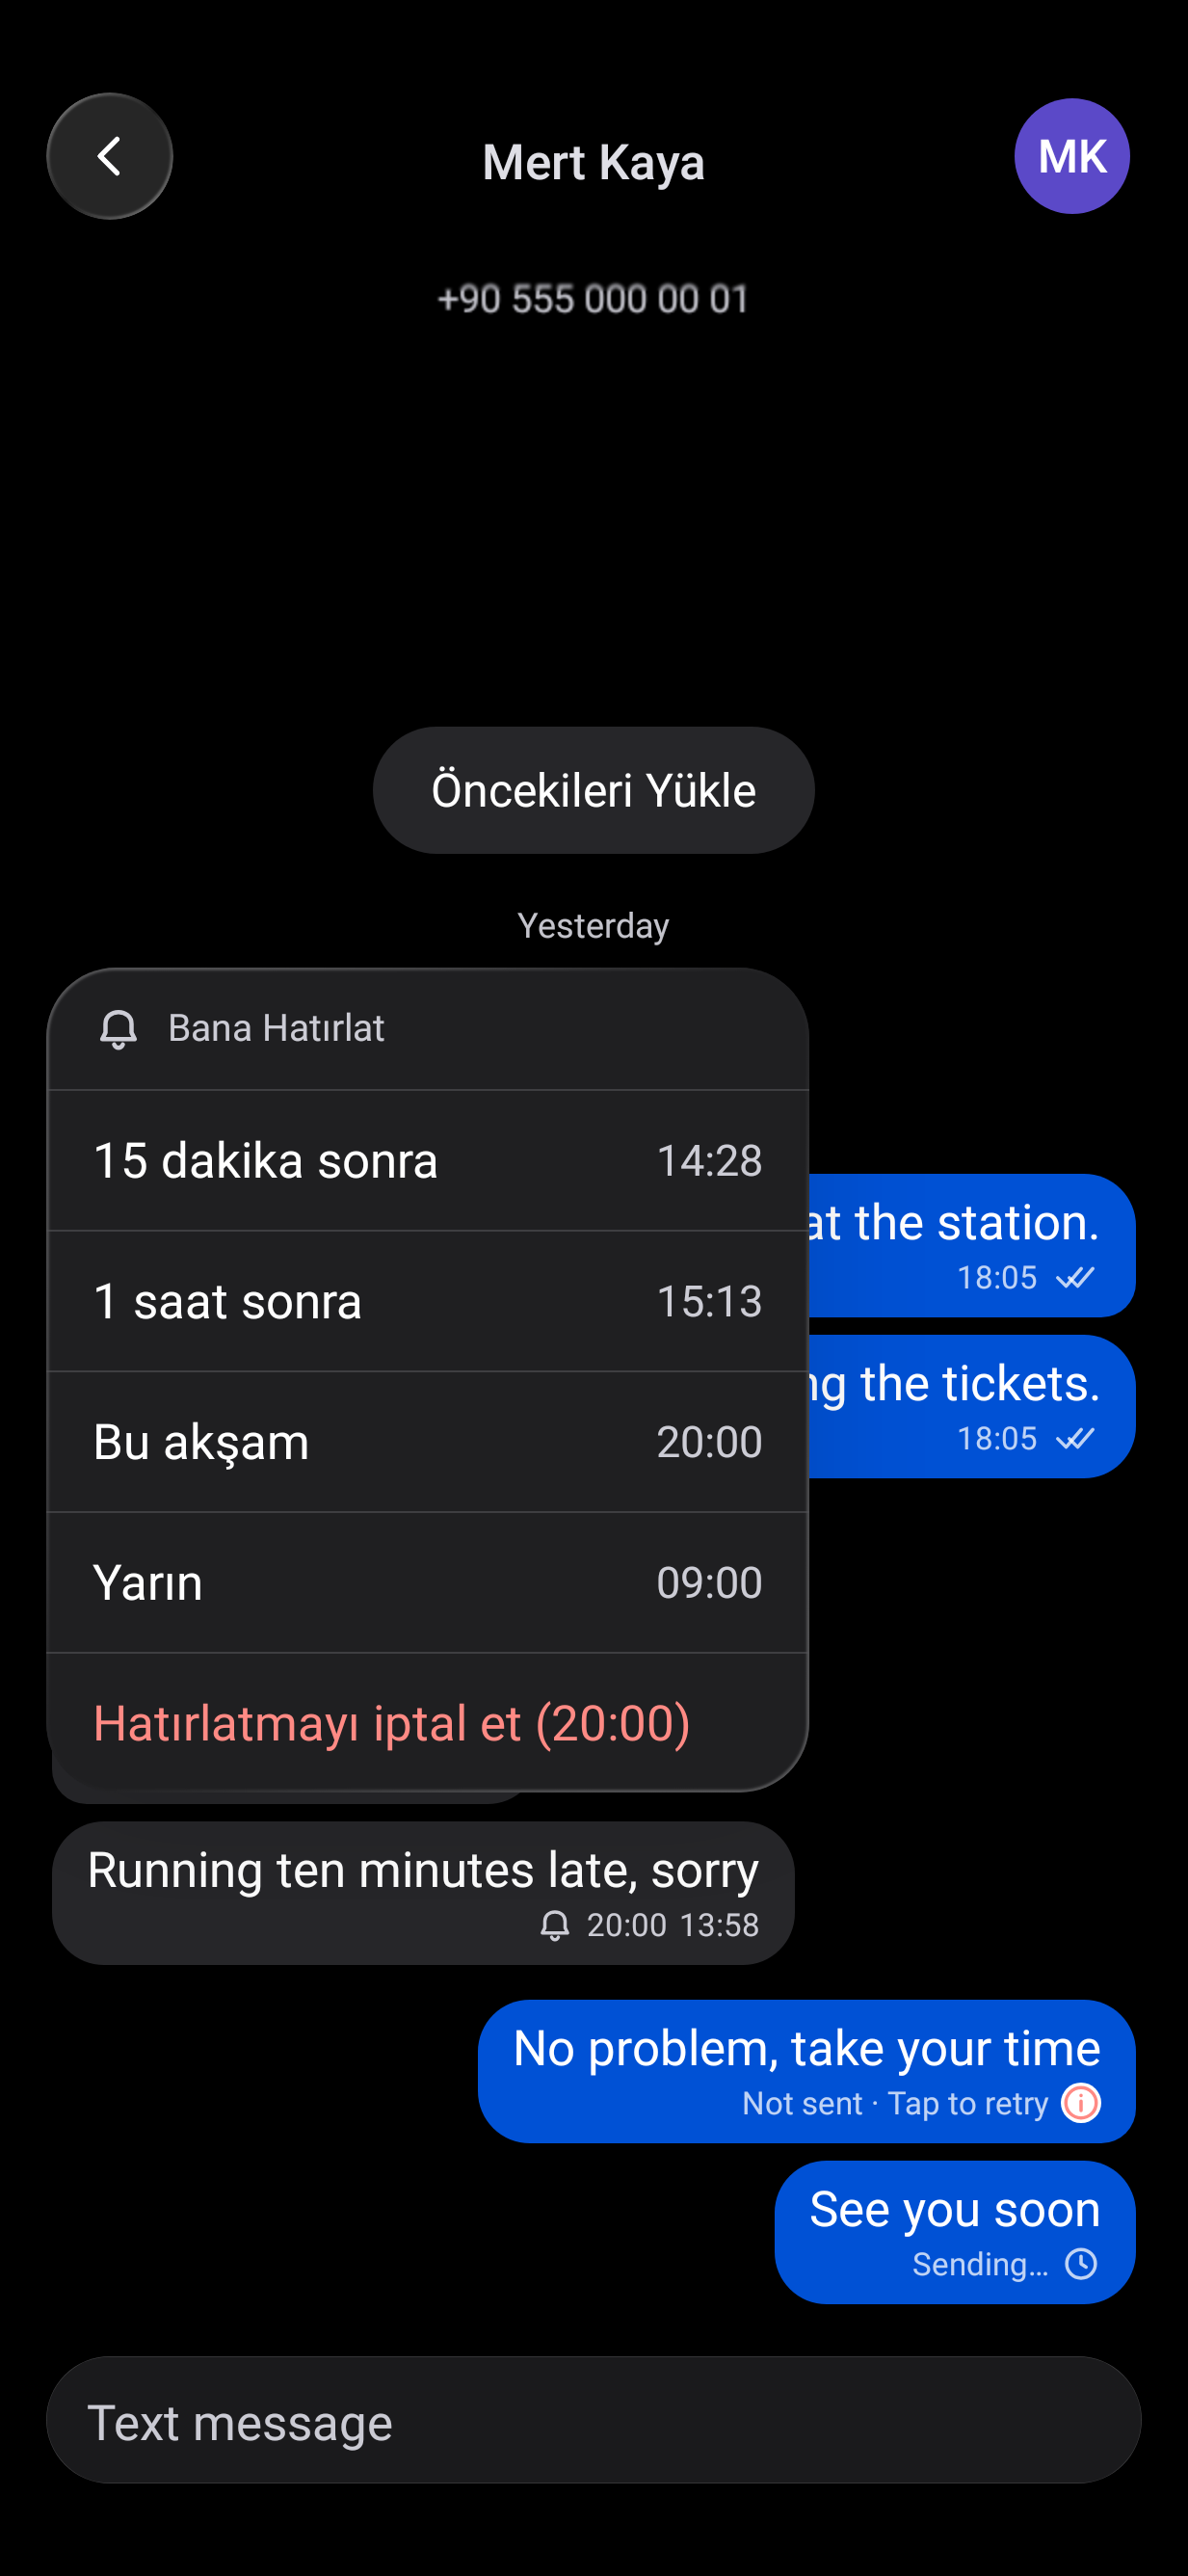 Mert Kaya
MK
+90 555 000 00 01
Öncekileri Yükle
Yesterday
Bana Hatırlat
15 dakika sonra 14:28
1 saat sonra 15:13
Bu akşam 20:00
Yarın 09:00
Hatırlatmayı iptal et (20:00)
at the station.
18:05
the tickets.
18:05
Running ten minutes late, sorry
20:00 13:58
No problem, take your time
Not sent · Tap to retry
See you soon
Sending…
Text message